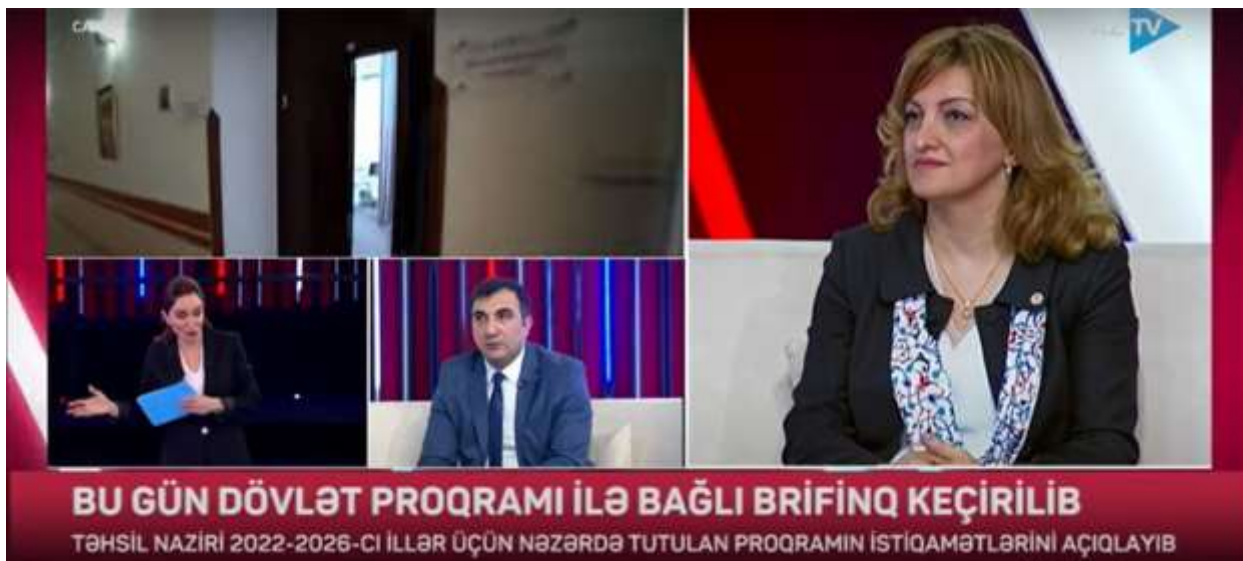 TV
BU GÜN DÖVLƏT PROQRAMI İLƏ BAĞLI BRİFİNQ KEÇİRİLİB
TƏHSİL NAZİRİ 2022-2026-CI İLLƏR ÜÇÜN NƏZƏRDƏ TUTULAN PROQRAMIN İSTİQAMƏTLƏRİNİ AÇIQLAYIB